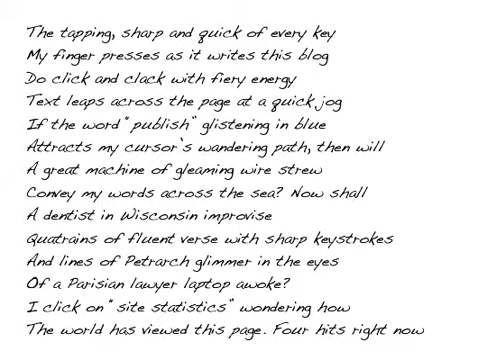 The tapping, sharp and quick of every key
My finger presses as it writes this blog
Do click and clack with fiery energy
Text leaps across the page at a quick jog
If the word "publish" glistening in blue
Attracts my cursor's wandering path, then will
A great machine of gleaming wire strew
Convey my words across the sea? Now shall
A dentist in Wisconsin improvise
Quatrains of fluent verse with sharp keystrokes
And lines of Petrarch glimmer in the eyes
Of a Parisian lawyer laptop awoke?
I click on "site statistics" wondering how
The world has viewed this page. Four hits right now